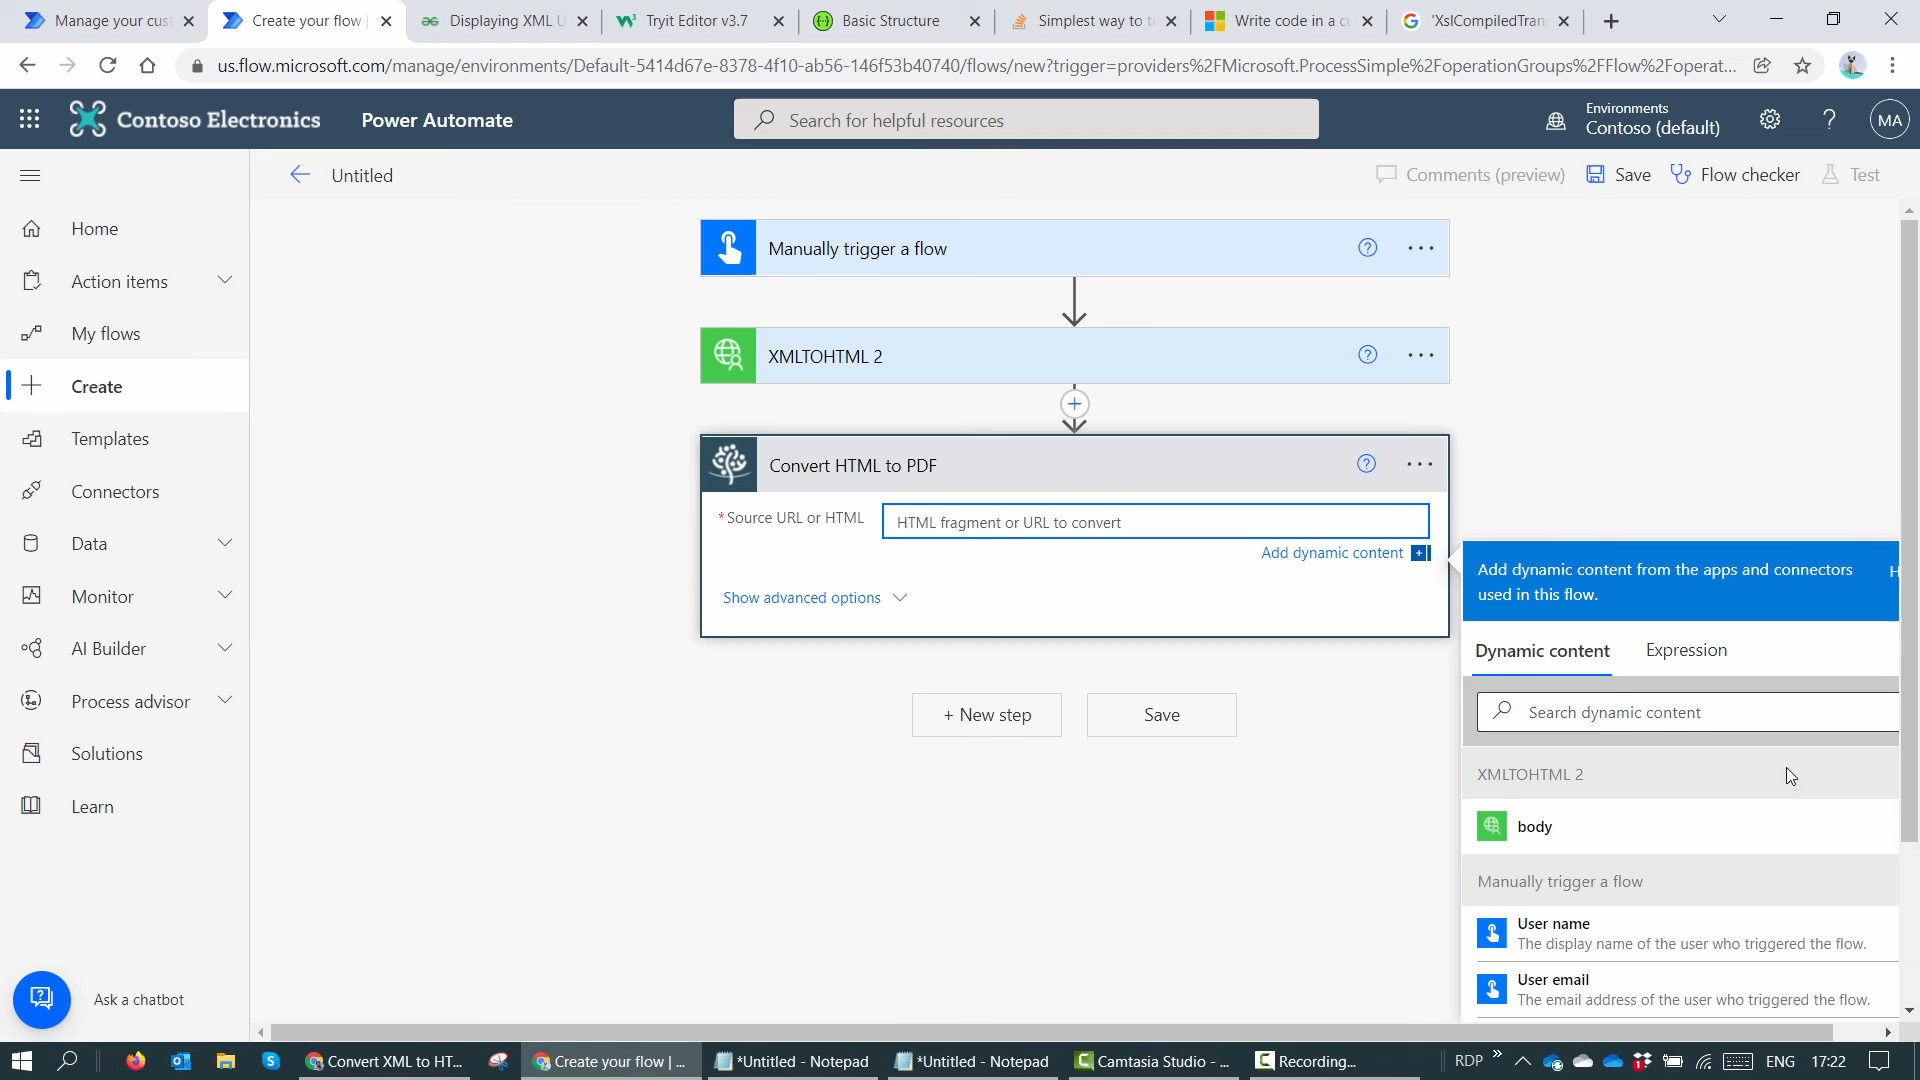 Manage your cust
Create your flow |
Displaying XML U
Tryit Editor v3.7
Basic Structure
Simplest way to t
Write code in a cu
'XslCompiledTran
us.flow.microsoft.com/manage/environments/Default-5414d67e-8378-4f10-ab56-146f53b40740/flows/new?trigger=providers%2FMicrosoft.ProcessSimple%2FoperationGroups%2FFlow%2Foperat...
Contoso Electronics
Power Automate
Search for helpful resources
Environments
Contoso (default)
?
MA
Untitled
Comments (preview)
Save
Flow checker
Test
Home
Action items
My flows
Create
Templates
Connectors
Data
Monitor
AI Builder
Process advisor
Solutions
Learn
Ask a chatbot
Manually trigger a flow
XMLTOHTML 2
Convert HTML to PDF
*Source URL or HTML
HTML fragment or URL to convert
Add dynamic content
Show advanced options
+ New step
Save
Add dynamic content from the apps and connectors
used in this flow.
H
Dynamic content
Expression
Search dynamic content
XMLTOHTML 2
body
Manually trigger a flow
User name
The display name of the user who triggered the flow.
User email
The email address of the user who triggered the flow.
Convert XML to HT...
Create your flow | ...
*Untitled - Notepad
*Untitled - Notepad
Camtasia Studio - ...
Recording...
RDP
ENG
17:22